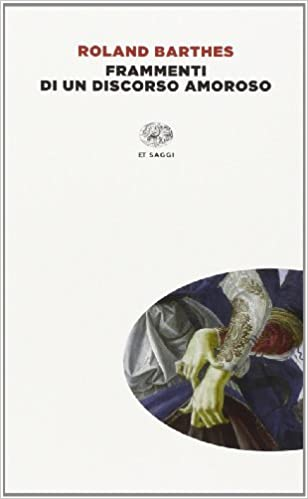 ROLAND BARTHES
FRAMMENTI
DI UN DISCORSO AMOROSO
ET SAGGI